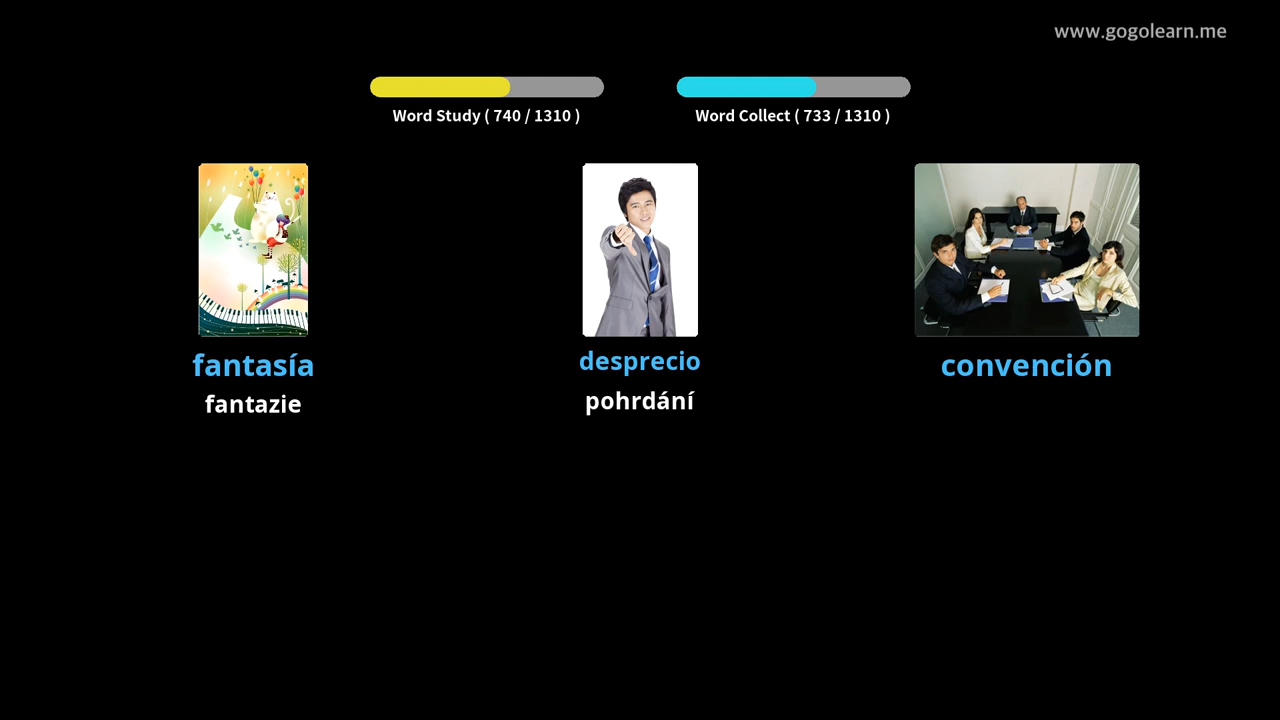 www.gogolearn.me
Word Study ( 740 / 1310 )
Word Collect ( 733 / 1310 )
fantasía
fantazie
desprecio
pohrdání
convención